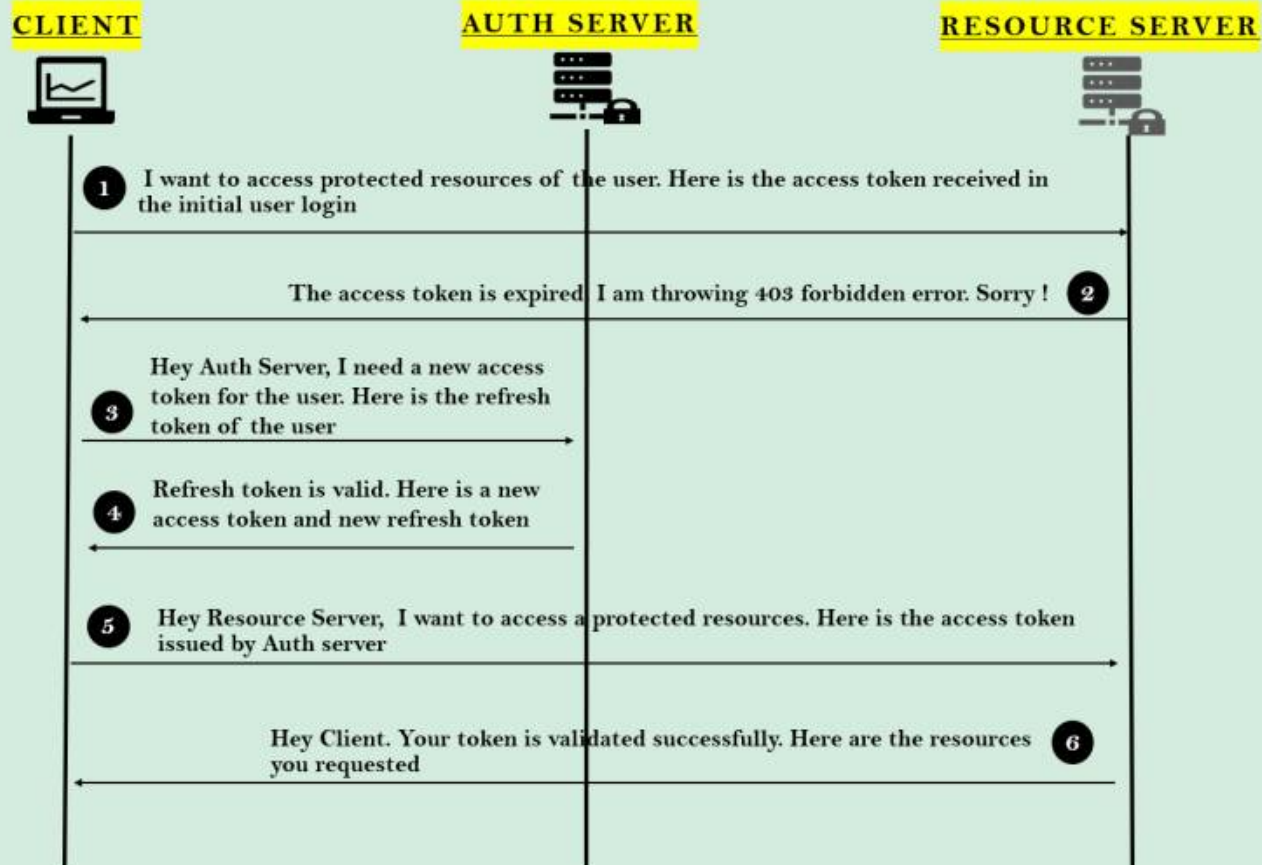 CLIENT
AUTH SERVER
RESOURCE SERVER
1
I want to access protected resources of the user. Here is the access token received in
the initial user login
The access token is expired I am throwing 403 forbidden error. Sorry !
2
Hey Auth Server, I need a new access
token for the user. Here is the refresh
token of the user
3
Refresh token is valid. Here is a new
access token and new refresh token
4
5
Hey Resource Server, I want to access a protected resources. Here is the access token
issued by Auth server
Hey Client. Your token is validated successfully. Here are the resources
you requested
6